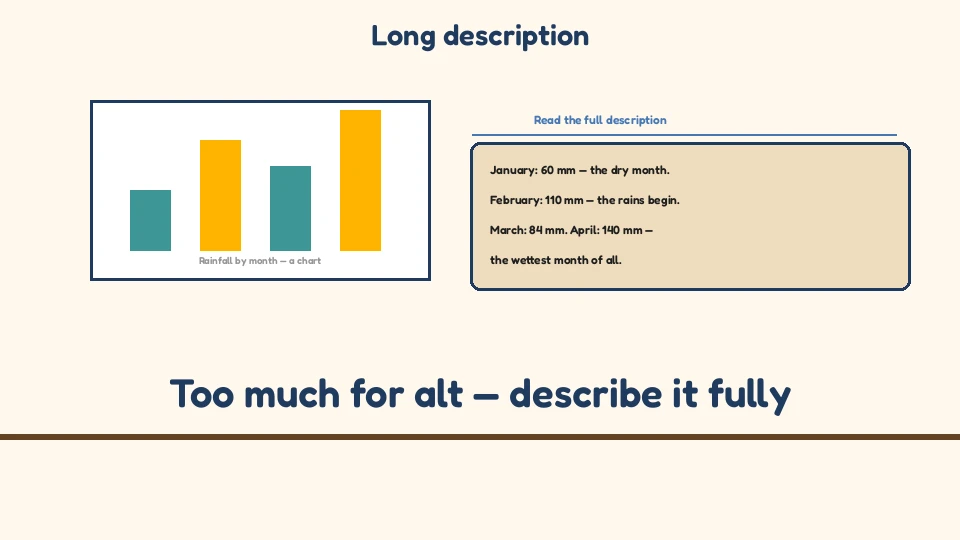 Long description
Rainfall by month — a chart
Read the full description
January: 60 mm — the dry month.
February: 110 mm — the rains begin.
March: 84 mm. April: 140 mm —
the wettest month of all.
Too much for alt — describe it fully